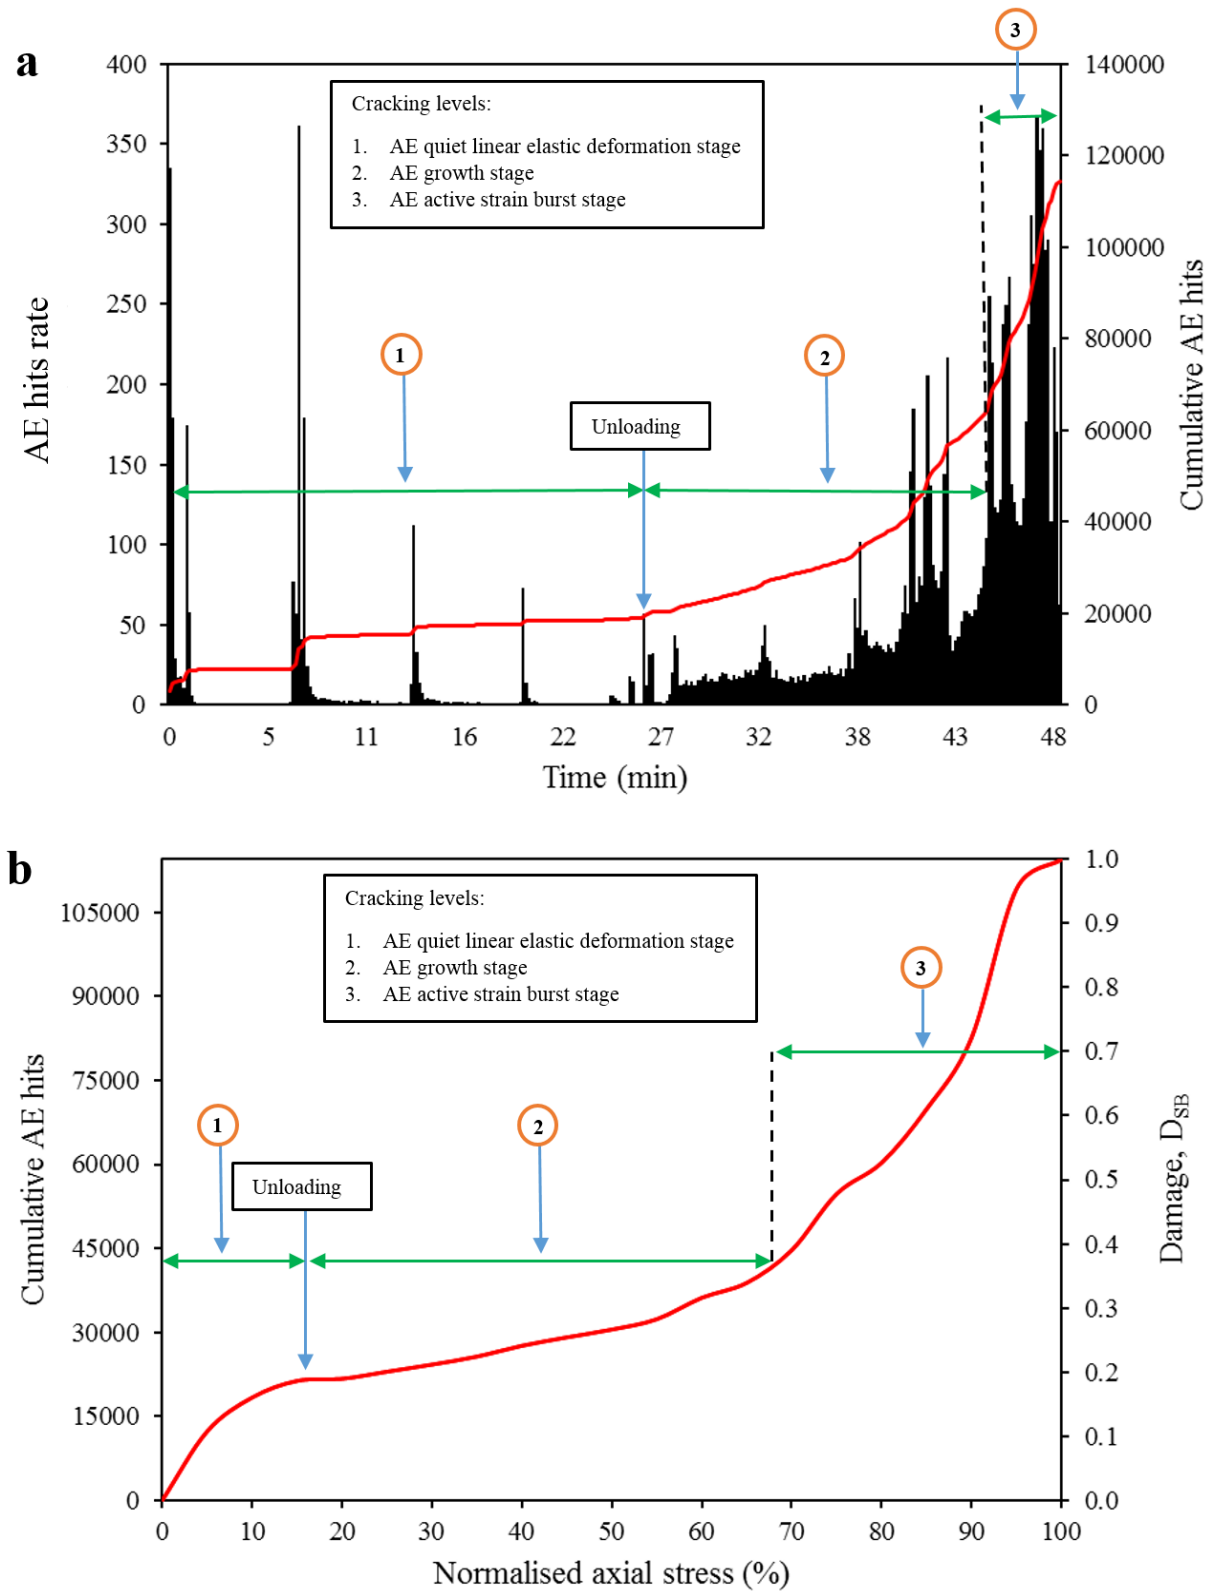 a
3
400
350
300
250
200
150
100
50
0
AE hits rate
Cracking levels:
1. AE quiet linear elastic deformation stage
2. AE growth stage
3. AE active strain burst stage
1
2
Unloading
140000
120000
100000
80000
60000
40000
20000
0
Cumulative AE hits
0 5 11 16 22 27 32 38 43 48
Time (min)
b
105000
90000
75000
60000
45000
30000
15000
0
Cumulative AE hits
Cracking levels:
1. AE quiet linear elastic deformation stage
2. AE growth stage
3. AE active strain burst stage
3
1
2
Unloading
1.0
0.9
0.8
0.7
0.6
0.5
0.4
0.3
0.2
0.1
0.0
Damage, DSB
0 10 20 30 40 50 60 70 80 90 100
Normalised axial stress (%)